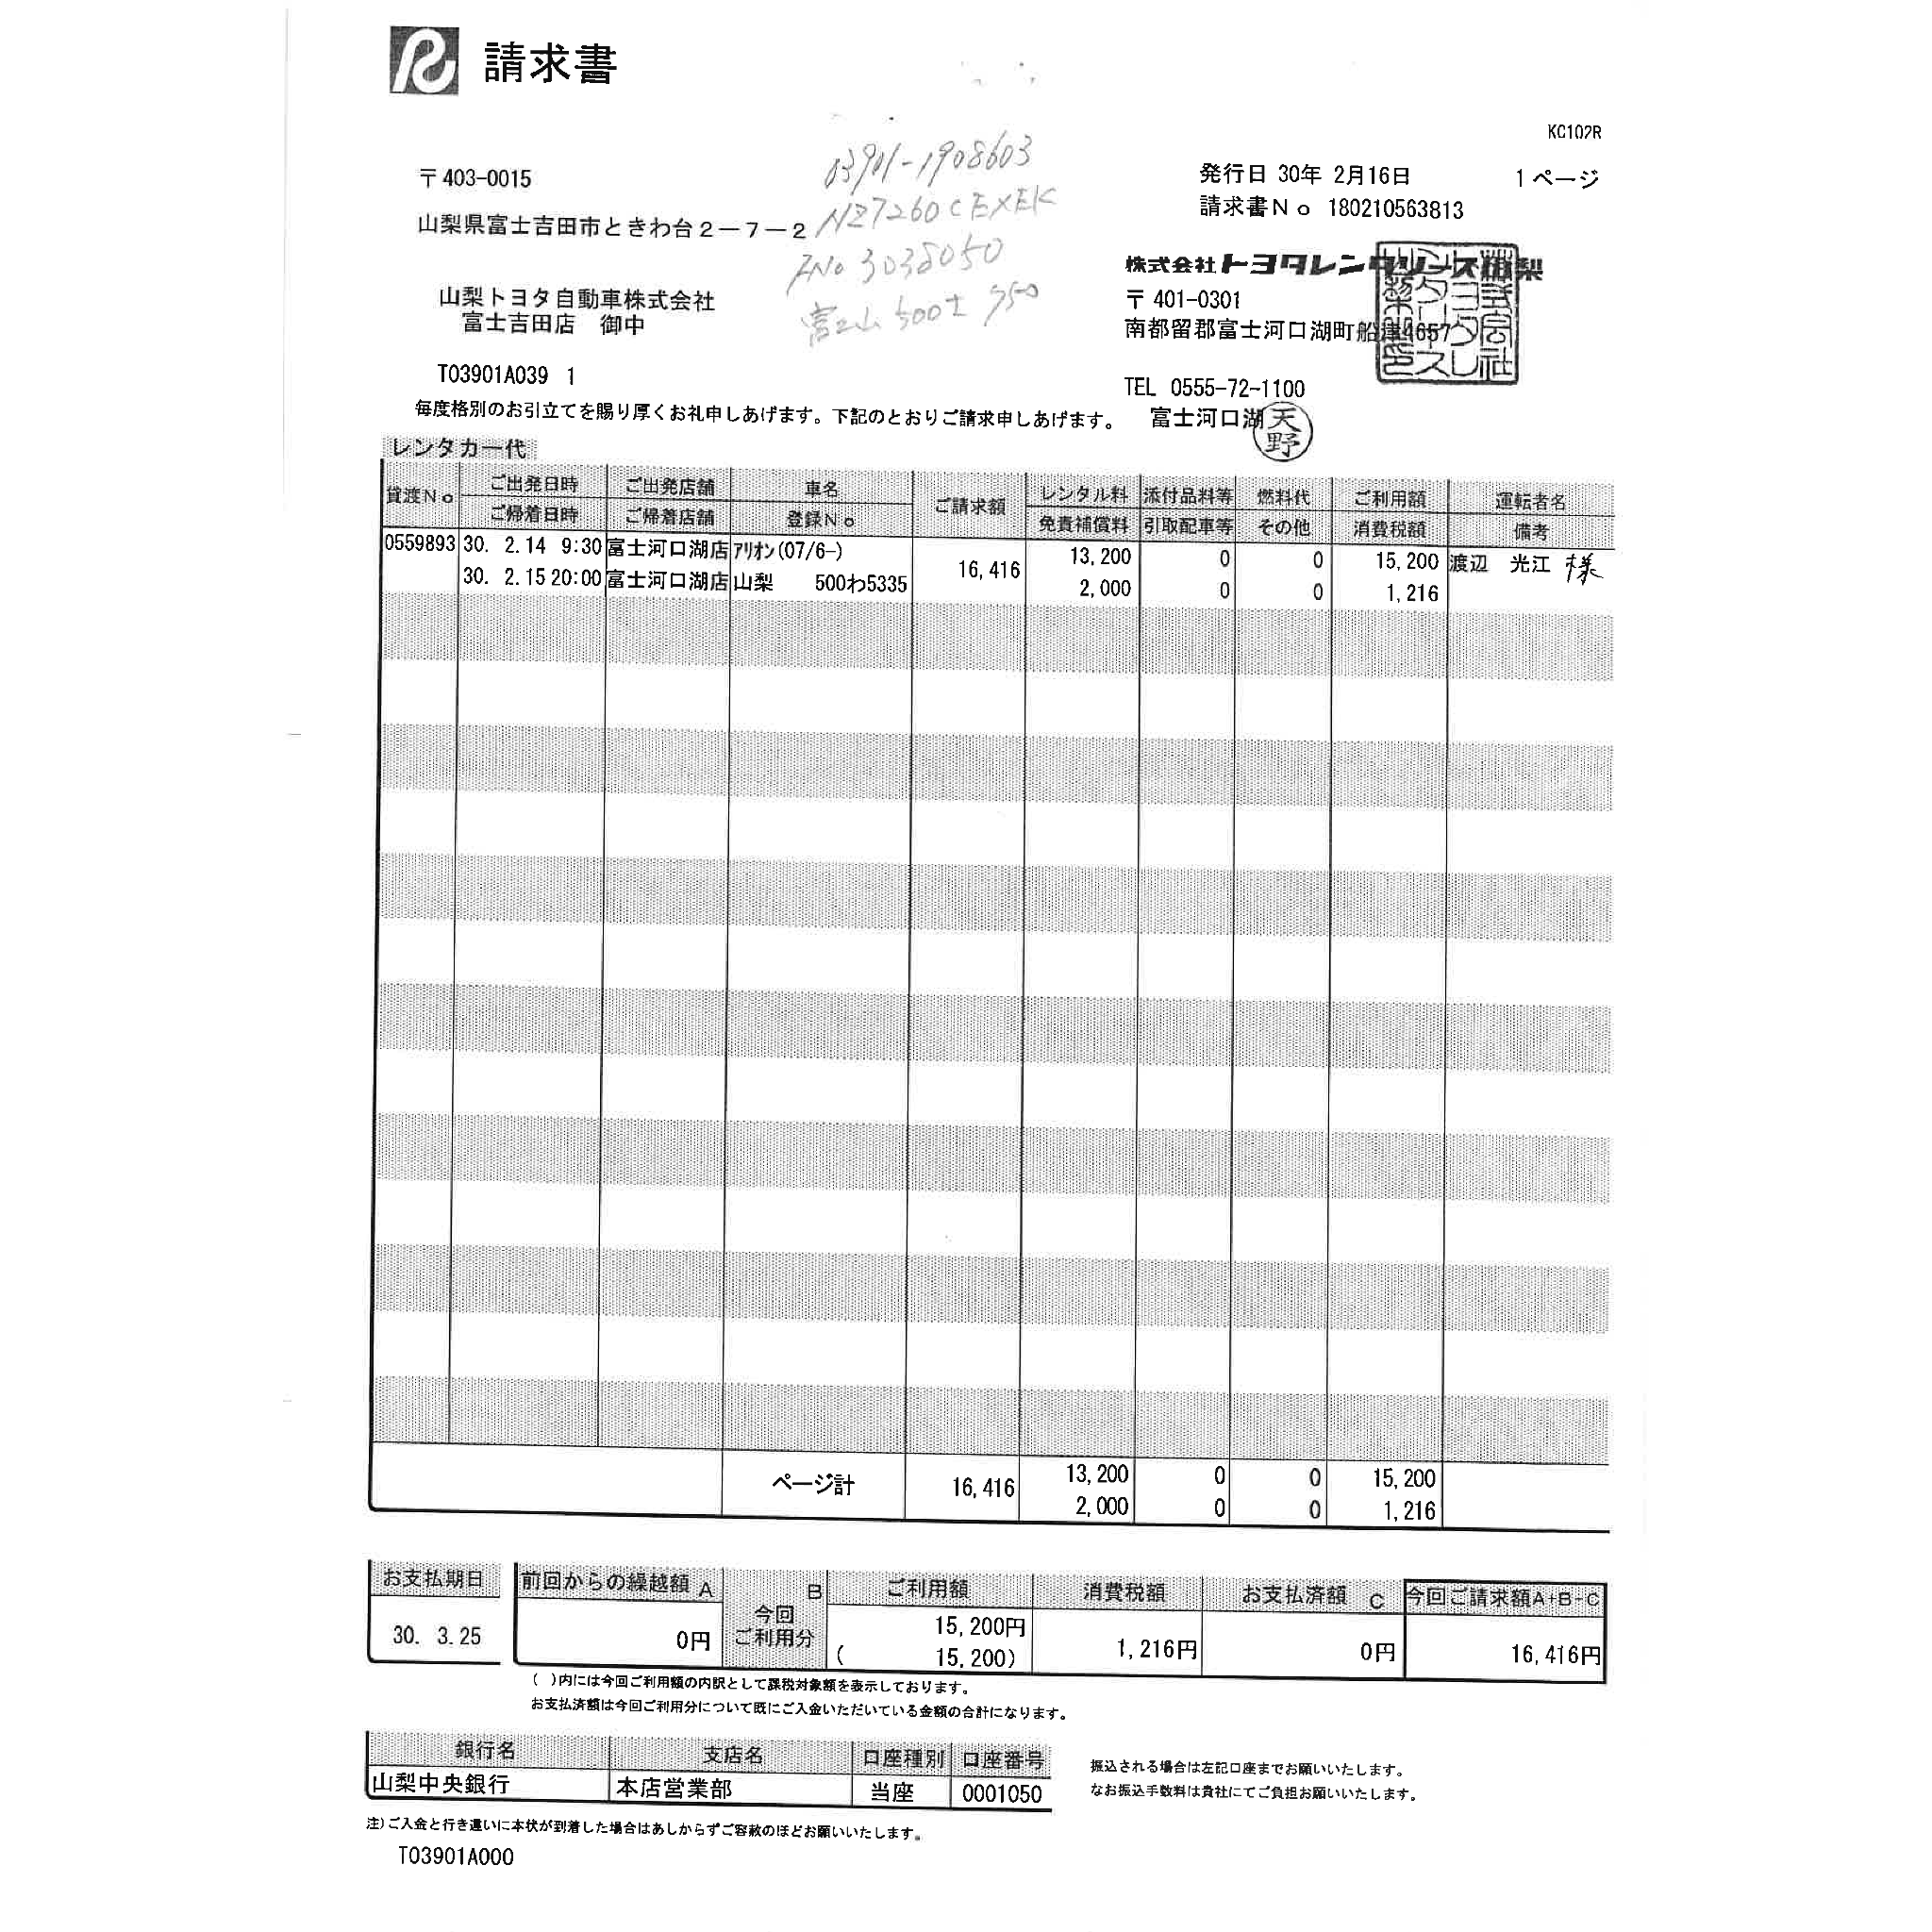 請求書
KC102R
03901-1908603
〒403-0015
発行日 30年 2月16日
1 ページ
山梨県富士吉田市ときわ台2-7-2
NZ7260CEXEK
請求書No 180210563813
3038050
株式会社トヨタレンタリース山梨
山梨トヨタ自動車株式会社
〒401-0301
富士吉田店 御中
富士山 500
南都留郡富士河口湖町船津4657
T03901A039 1
TEL 0555-72-1100
毎度格別のお引立てを賜り厚くお礼申しあげます。下記のとおりご請求申しあげます。
富士河口湖
天野
レンタカー代
貸渡No ご出発日時 ご出発店舗 車名 ご請求額 レンタル料 添付品料等 燃料代 ご利用額 運転者名
ご帰着日時 ご帰着店舗 登録No 免責補償料 引取配車等 その他 消費税額 備考
0559893 30. 2.14 9:30 富士河口湖店 アリオン(07/6-) 16,416 13,200 0 0 15,200 渡辺 光江 様
30. 2.15 20:00 富士河口湖店 山梨 500わ5335 2,000 0 0 1,216
ページ計 16,416 13,200 0 0 15,200
2,000 0 0 1,216
お支払期日 前回からの繰越額 A B 今回ご利用分 ご利用額 消費税額 お支払済額 C 今回ご請求額A+B-C
30. 3.25 0円 15,200円 1,216円 0円 16,416円
( 15,200)
( )内には今回ご利用額の内訳として課税対象額を表示しております。
お支払済額は今回ご利用分について既にご入金いただいている金額の合計になります。
銀行名 支店名 口座種別 口座番号
山梨中央銀行 本店営業部 当座 0001050
振込される場合は左記口座までお願いいたします。
なお振込手数料は貴社にてご負担お願いいたします。
注)ご入金と行き違いに本状が到着した場合はあしからずご容赦のほどお願いいたします。
T03901A000